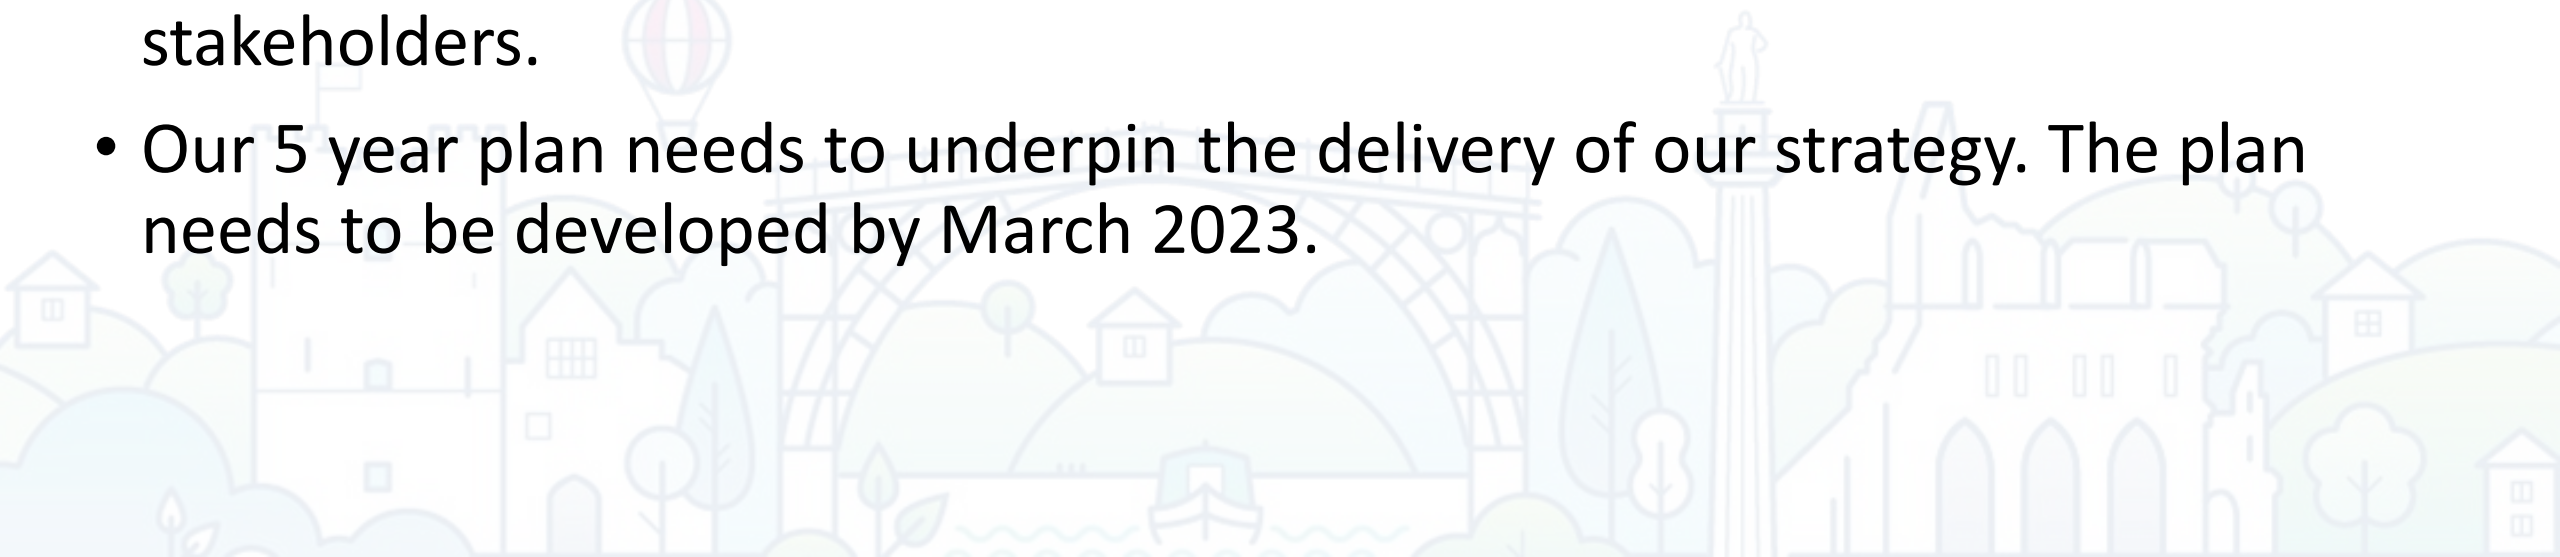 stakeholders.
• Our 5 year plan needs to underpin the delivery of our strategy. The plan
needs to be developed by March 2023.